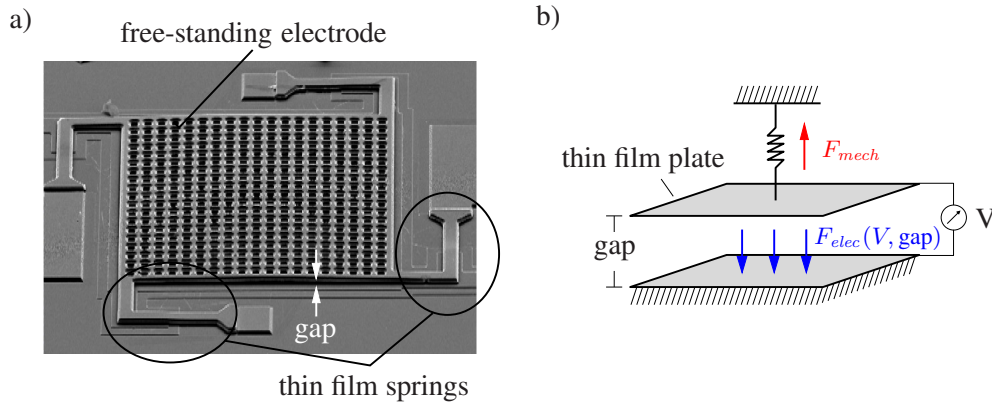 a)
free-standing electrode
gap
thin film springs
b)
thin film plate
F_mech
gap
F_elec(V, gap)
V